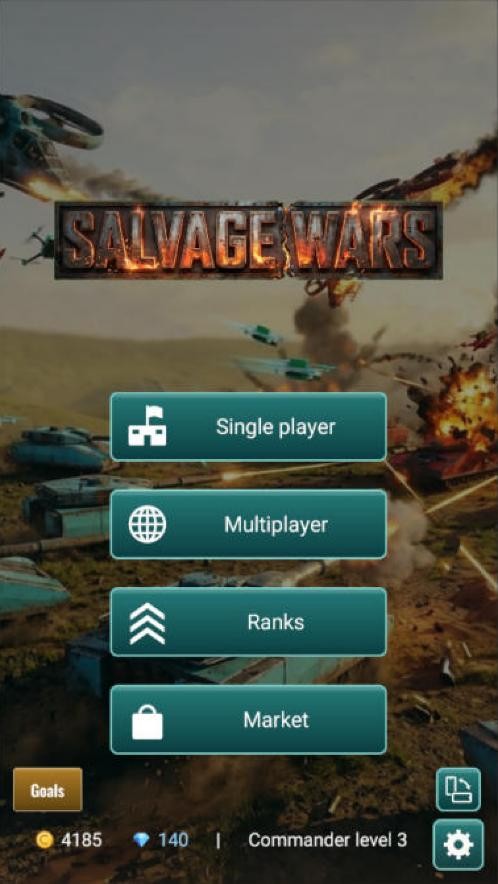 SALVAGE WARS
Single player
Multiplayer
Ranks
Market
Goals
4185 140 | Commander level 3